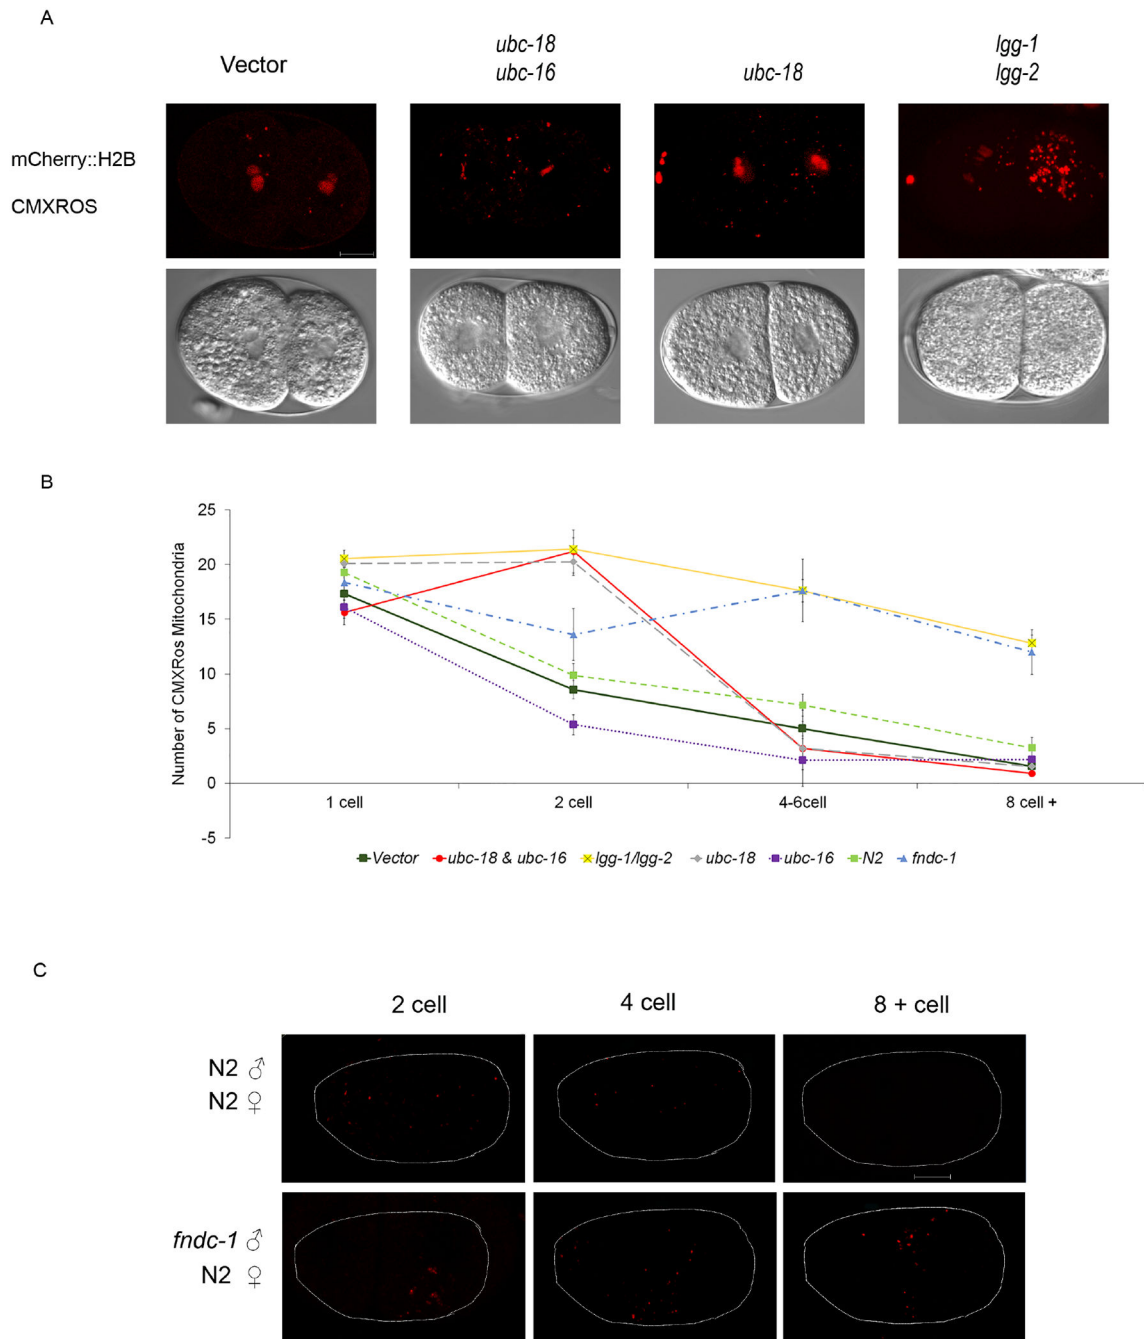 A
Vector
ubc-18
ubc-16
ubc-18
lgg-1
lgg-2
mCherry::H2B
CMXROS
B
Number of CMXRos Mitochondria
25
20
15
10
5
0
-5
1 cell
2 cell
4-6cell
8 cell +
Vector
ubc-18 & ubc-16
lgg-1/lgg-2
ubc-18
ubc-16
N2
fndc-1
C
2 cell
4 cell
8 + cell
N2 ♂
N2 ♀
fndc-1 ♂
N2 ♀